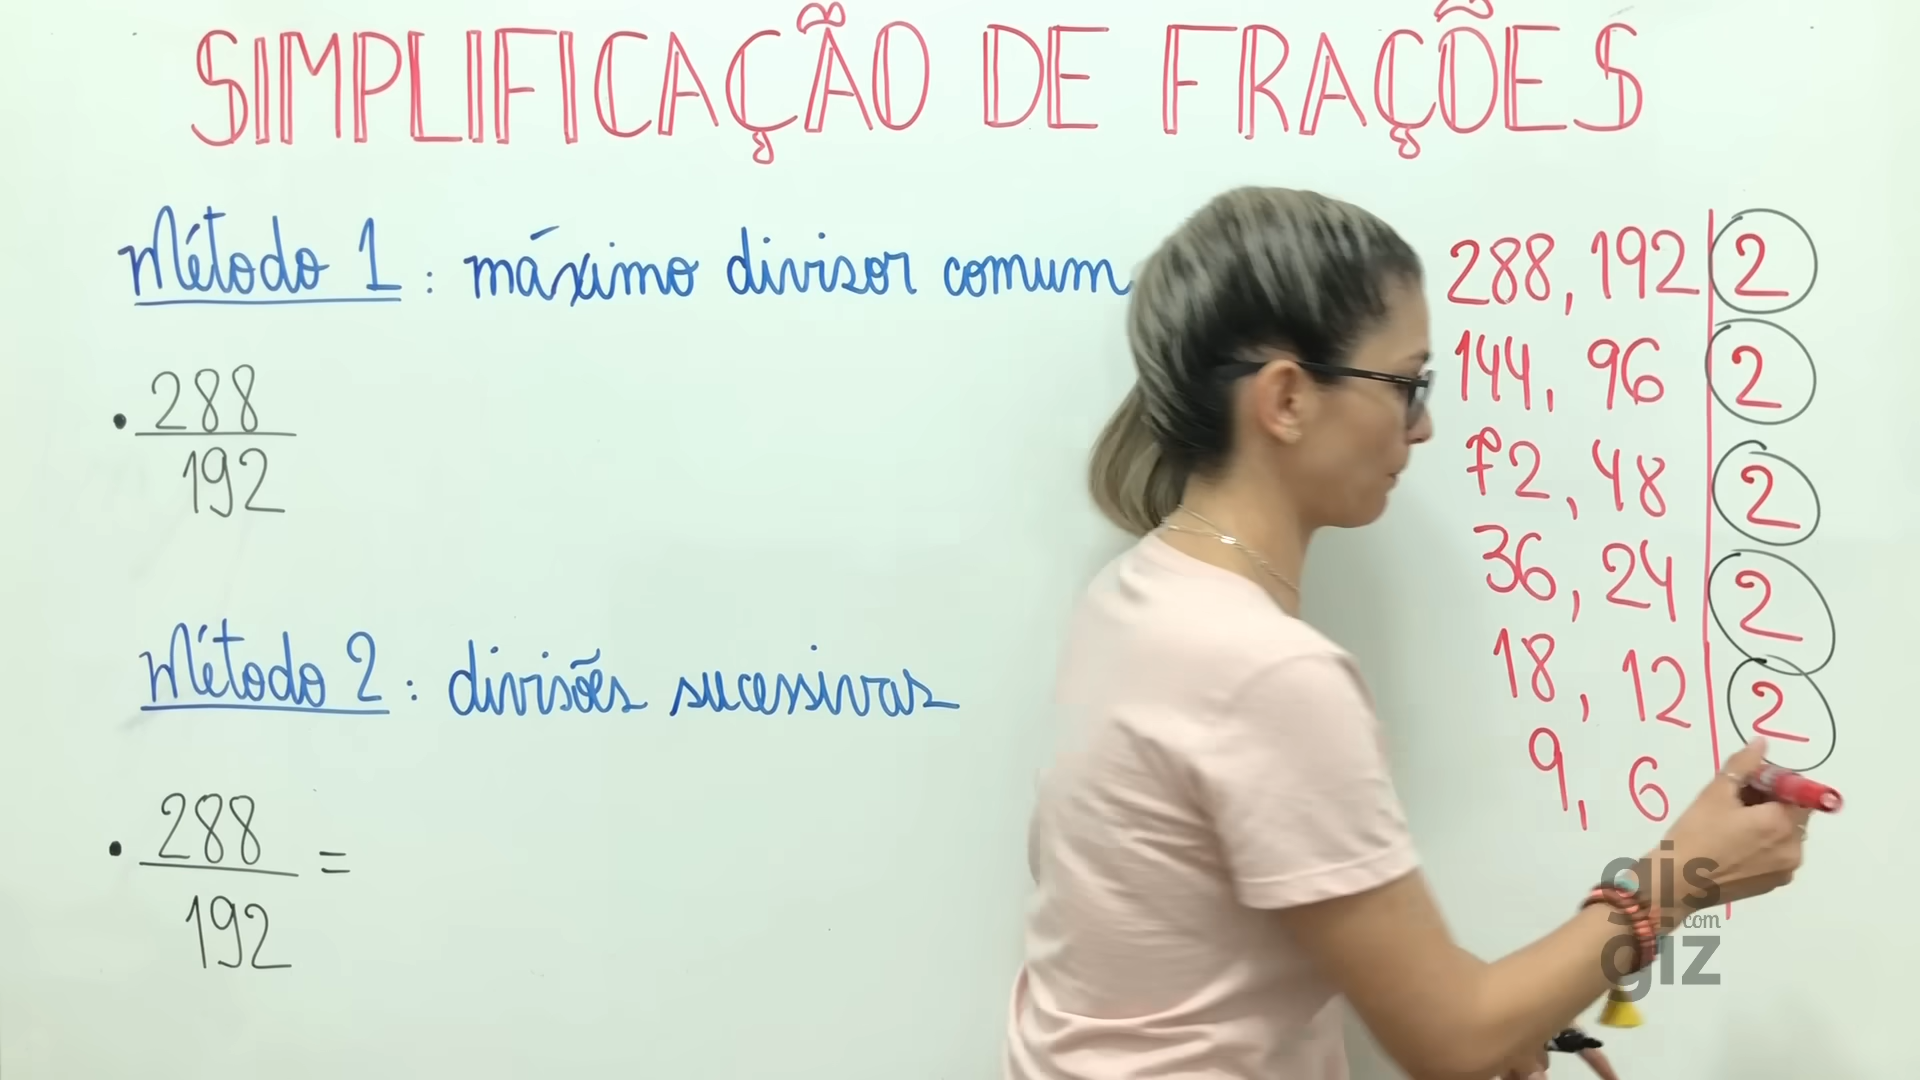 SIMPLIFICAÇÃO DE FRAÇÕES
Método 1 : máximo divisor comum
288
192
Método 2 : divisões sucessivas
288 =
192
288, 192 | 2
144, 96 | 2
72, 48 | 2
36, 24 | 2
18, 12 | 2
9, 6
gis
com
giz